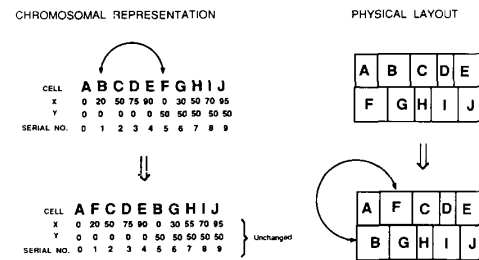 CHROMOSOMAL REPRESENTATION
PHYSICAL LAYOUT
CELL A B C D E F G H I J
X 0 20 50 75 90 0 30 50 70 95
Y 0 0 0 0 0 50 50 50 50 50
SERIAL NO. 0 1 2 3 4 5 6 7 8 9
A B C D E
F G H I J
CELL A F C D E B G H I J
X 0 20 50 75 90 0 30 55 70 95
Y 0 0 0 0 0 50 50 50 50 50
SERIAL NO. 0 1 2 3 4 5 6 7 8 9
Unchanged
A F C D E
B G H I J